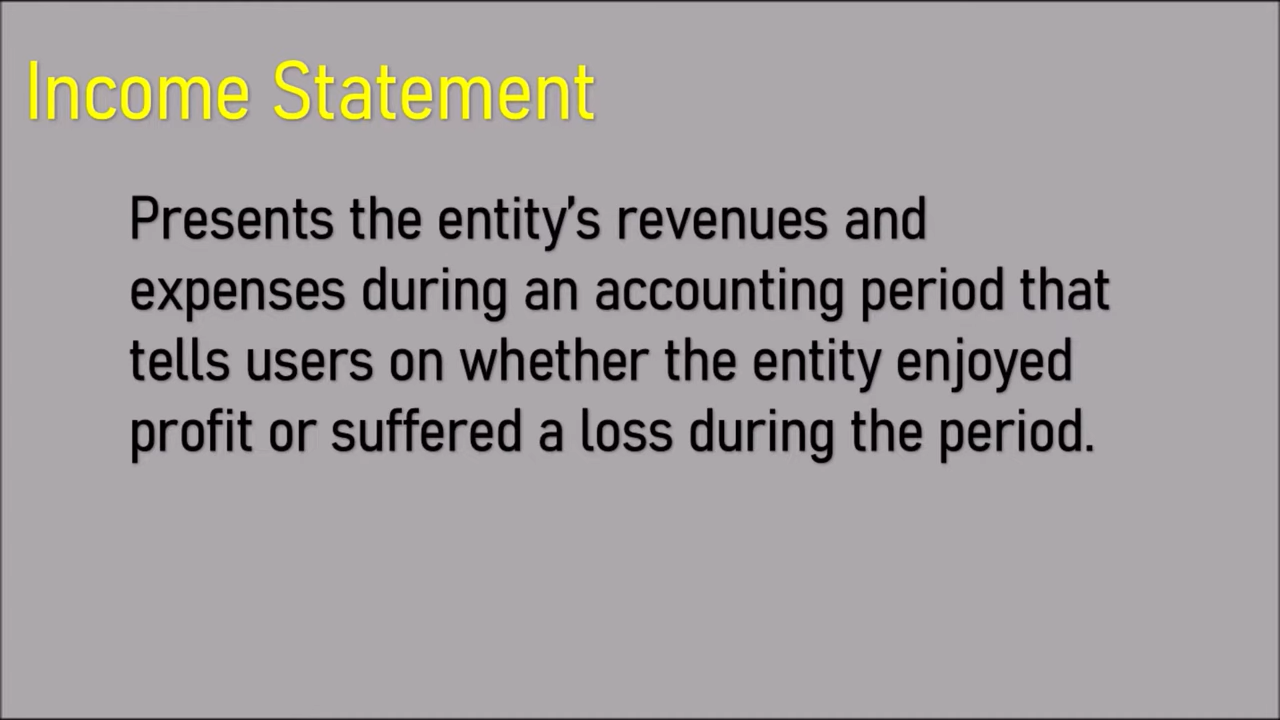 Income Statement
Presents the entity’s revenues and
expenses during an accounting period that
tells users on whether the entity enjoyed
profit or suffered a loss during the period.